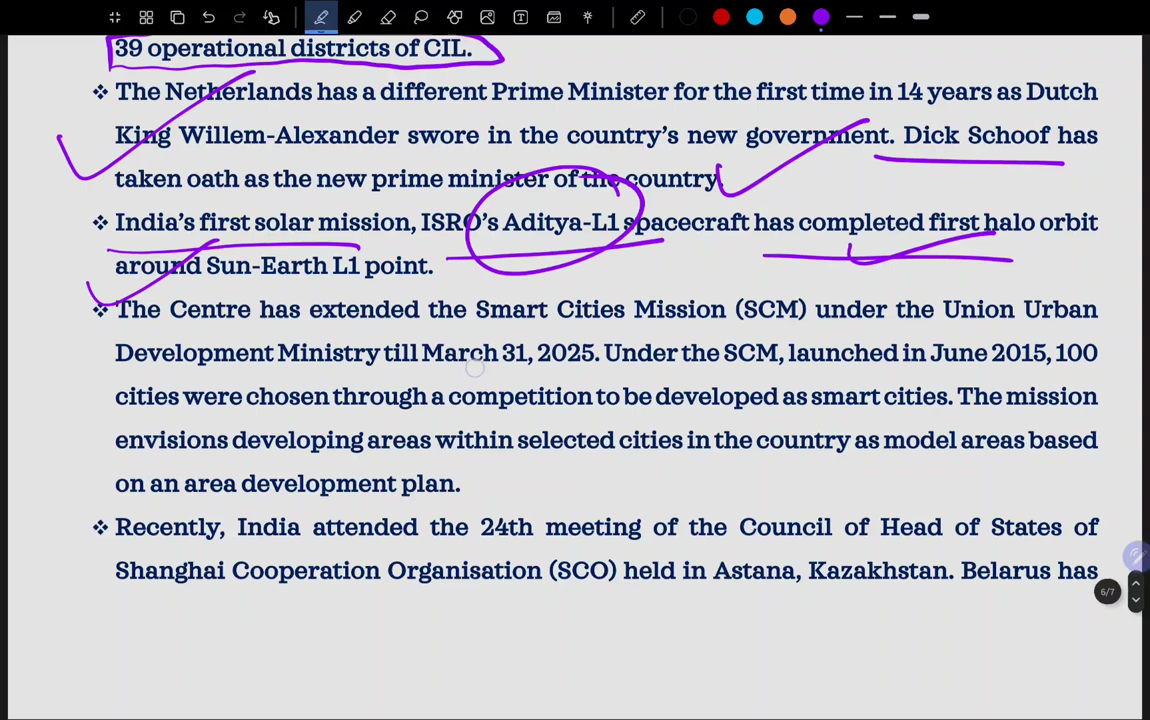 39 operational districts of CIL.
❖ The Netherlands has a different Prime Minister for the first time in 14 years as Dutch
King Willem-Alexander swore in the country's new government. Dick Schoof has
taken oath as the new prime minister of the country.
❖ India's first solar mission, ISRO's Aditya-L1 spacecraft has completed first halo orbit
around Sun-Earth L1 point.
❖ The Centre has extended the Smart Cities Mission (SCM) under the Union Urban
Development Ministry till March 31, 2025. Under the SCM, launched in June 2015, 100
cities were chosen through a competition to be developed as smart cities. The mission
envisions developing areas within selected cities in the country as model areas based
on an area development plan.
❖ Recently, India attended the 24th meeting of the Council of Head of States of
Shanghai Cooperation Organisation (SCO) held in Astana, Kazakhstan. Belarus has
6/7